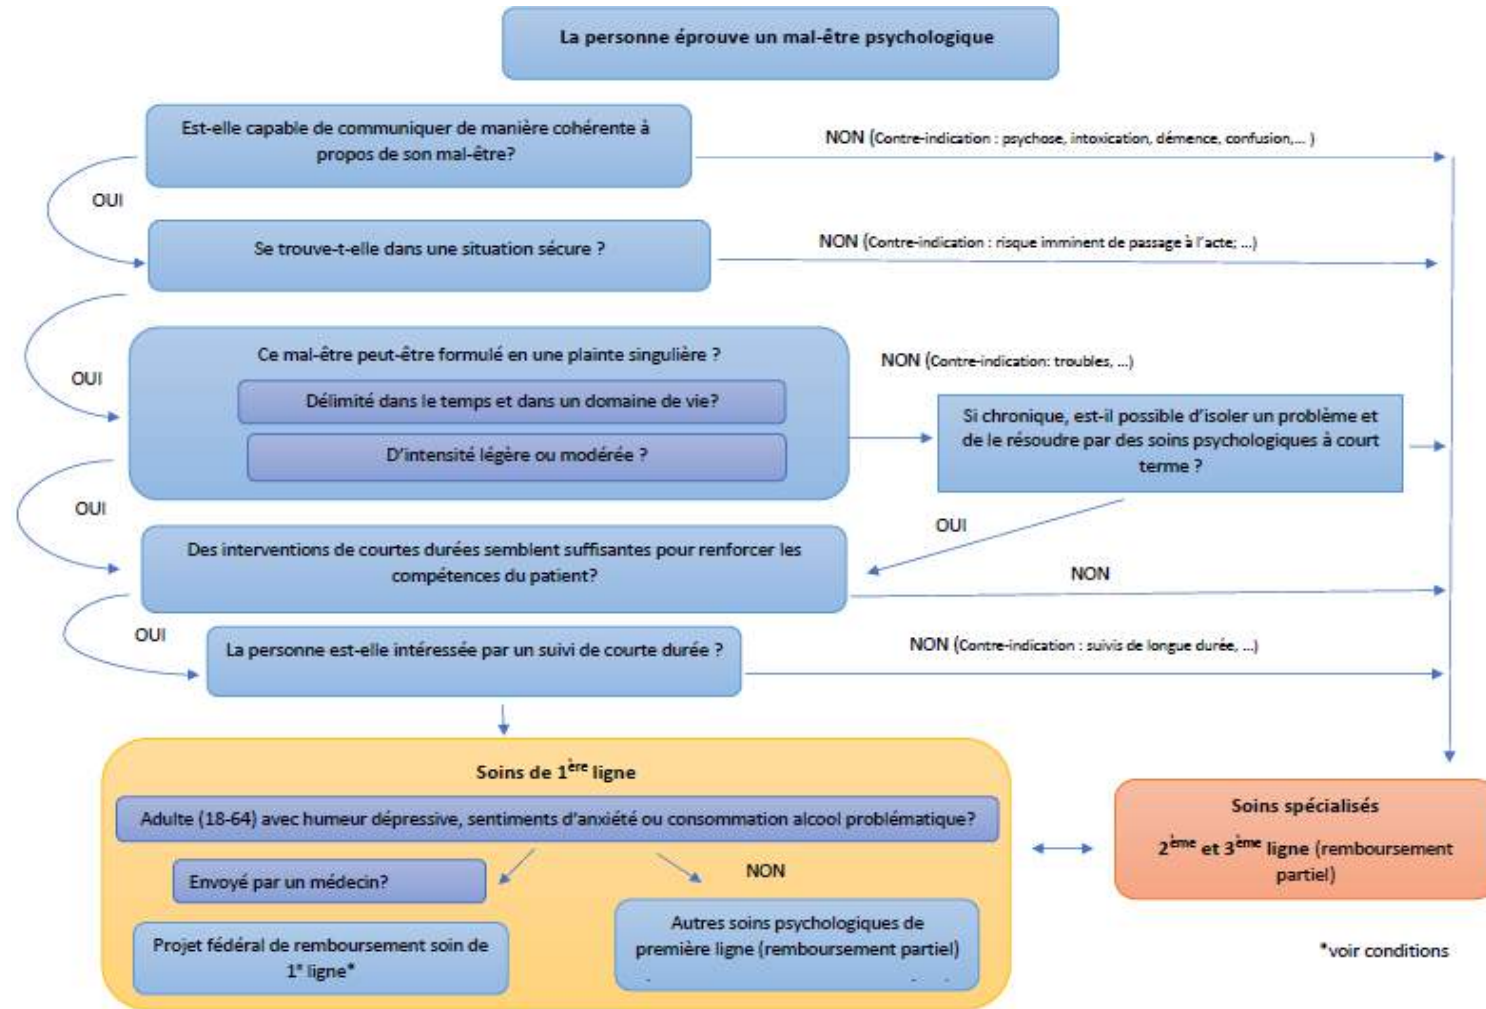 La personne éprouve un mal-être psychologique
Est-elle capable de communiquer de manière cohérente à
propos de son mal-être?
NON (Contre-indication : psychose, intoxication, démence, confusion,... )
OUI
Se trouve-t-elle dans une situation sécure ?
NON (Contre-indication : risque imminent de passage à l'acte; ...)
OUI
Ce mal-être peut-être formulé en une plainte singulière ?
Délimité dans le temps et dans un domaine de vie?
D'intensité légère ou modérée ?
NON (Contre-indication: troubles, ...)
Si chronique, est-il possible d'isoler un problème et
de le résoudre par des soins psychologiques à court
terme ?
OUI
OUI
Des interventions de courtes durées semblent suffisantes pour renforcer les
compétences du patient?
NON
OUI
La personne est-elle intéressée par un suivi de courte durée ?
NON (Contre-indication : suivis de longue durée, ...)
Soins de 1ère ligne
Adulte (18-64) avec humeur dépressive, sentiments d'anxiété ou consommation alcool problématique?
Envoyé par un médecin?
NON
Projet fédéral de remboursement soin de
1e ligne*
Autres soins psychologiques de
première ligne (remboursement partiel)
Soins spécialisés
2ème et 3ème ligne (remboursement
partiel)
*voir conditions